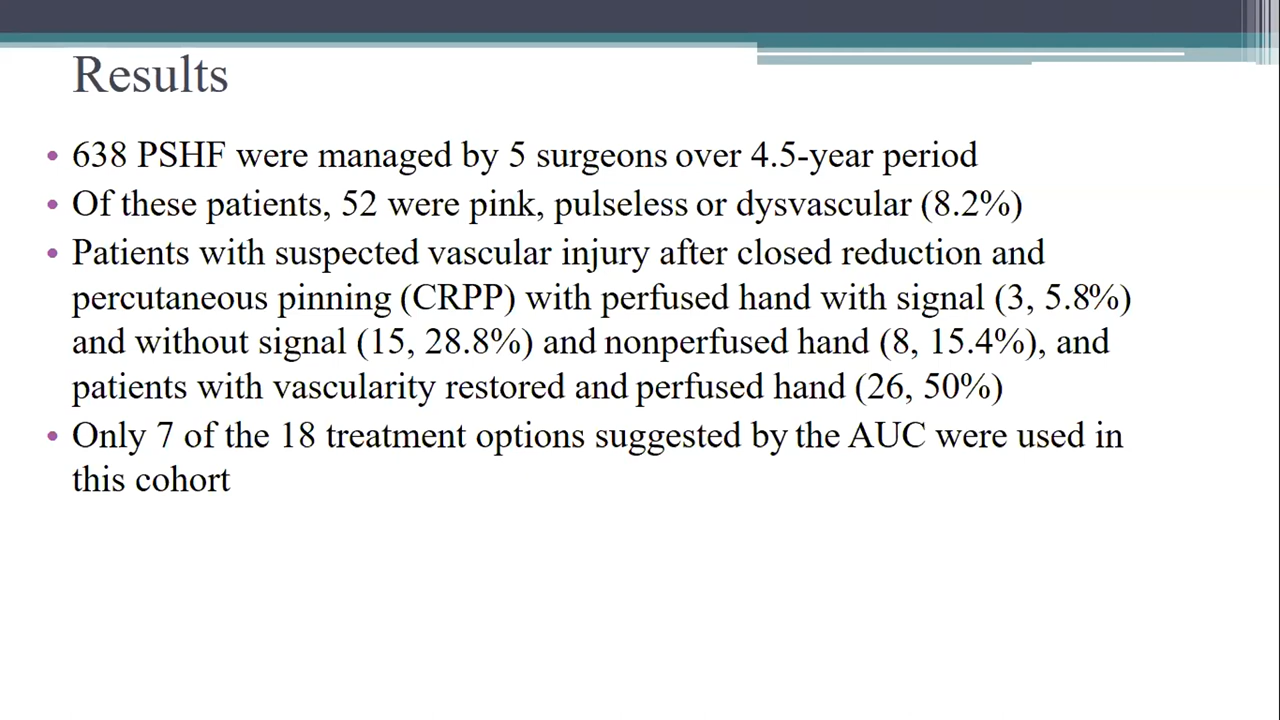 Results
• 638 PSHF were managed by 5 surgeons over 4.5-year period
• Of these patients, 52 were pink, pulseless or dysvascular (8.2%)
• Patients with suspected vascular injury after closed reduction and
percutaneous pinning (CRPP) with perfused hand with signal (3, 5.8%)
and without signal (15, 28.8%) and nonperfused hand (8, 15.4%), and
patients with vascularity restored and perfused hand (26, 50%)
• Only 7 of the 18 treatment options suggested by the AUC were used in
this cohort